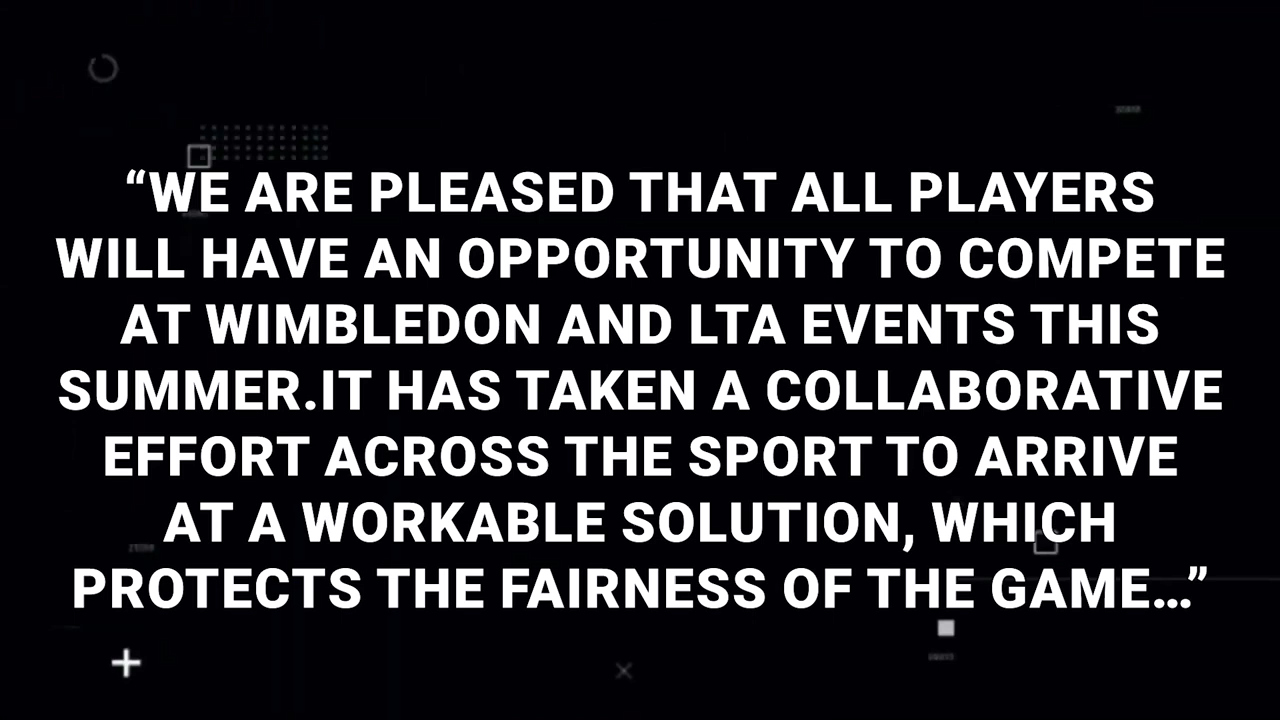 “WE ARE PLEASED THAT ALL PLAYERS
WILL HAVE AN OPPORTUNITY TO COMPETE
AT WIMBLEDON AND LTA EVENTS THIS
SUMMER.IT HAS TAKEN A COLLABORATIVE
EFFORT ACROSS THE SPORT TO ARRIVE
AT A WORKABLE SOLUTION, WHICH
PROTECTS THE FAIRNESS OF THE GAME...”